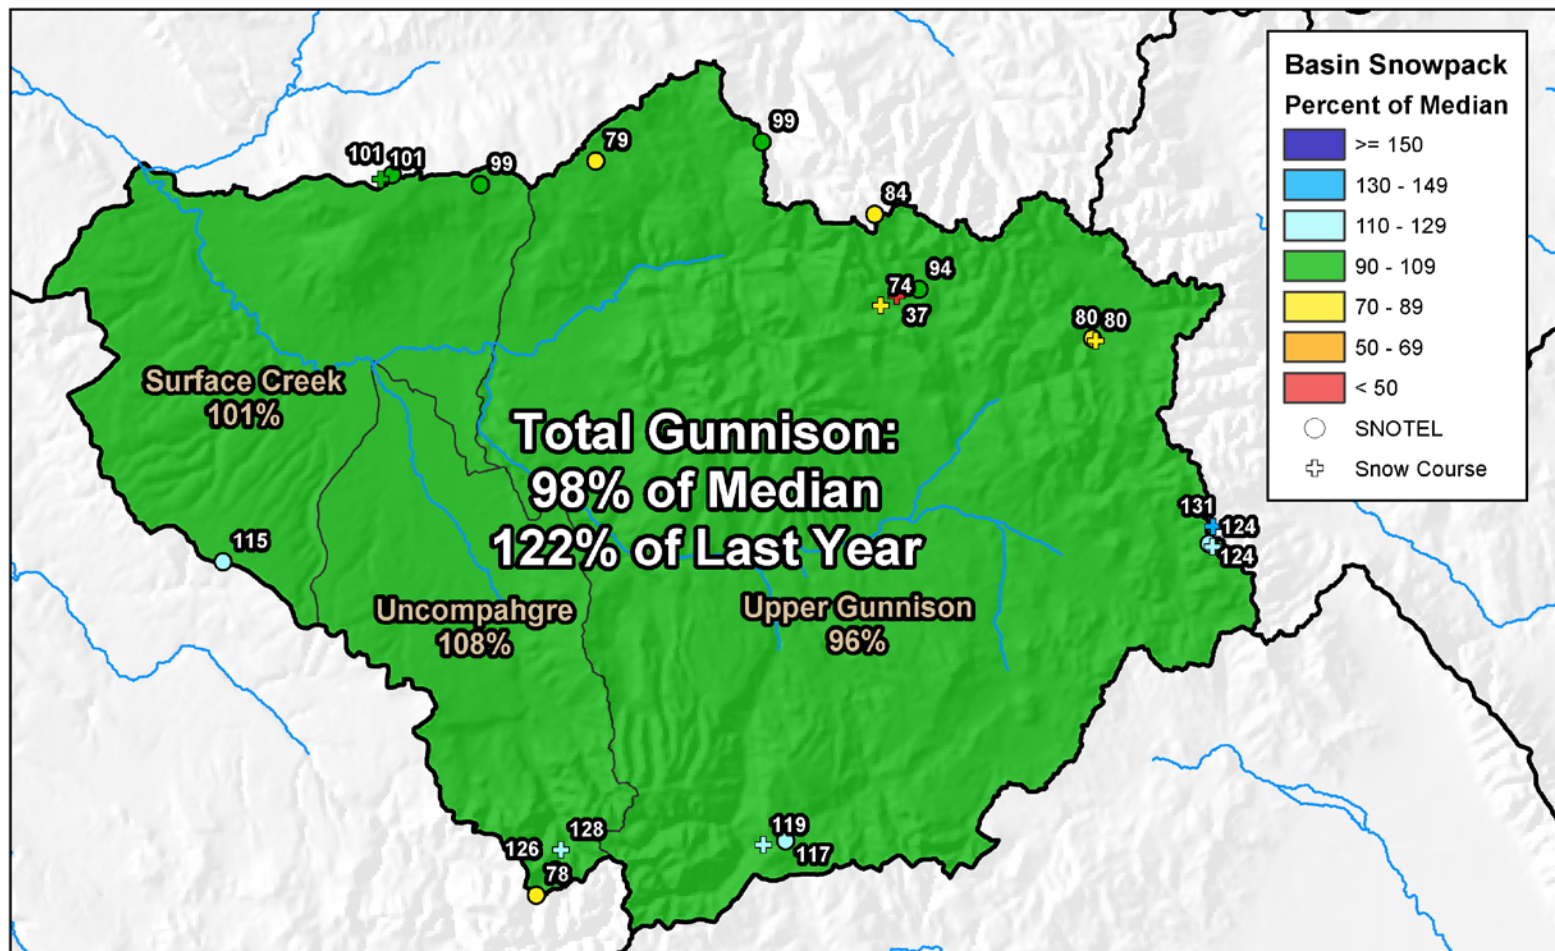 Basin Snowpack
Percent of Median
>= 150
130 - 149
110 - 129
90 - 109
70 - 89
50 - 69
< 50
SNOTEL
Snow Course
99
79
101 101
99
84
94
74
37
80 80
Surface Creek
101%
Total Gunnison:
98% of Median
122% of Last Year
131
124
124
115
Uncompahgre
108%
Upper Gunnison
96%
128
126
78
119
117